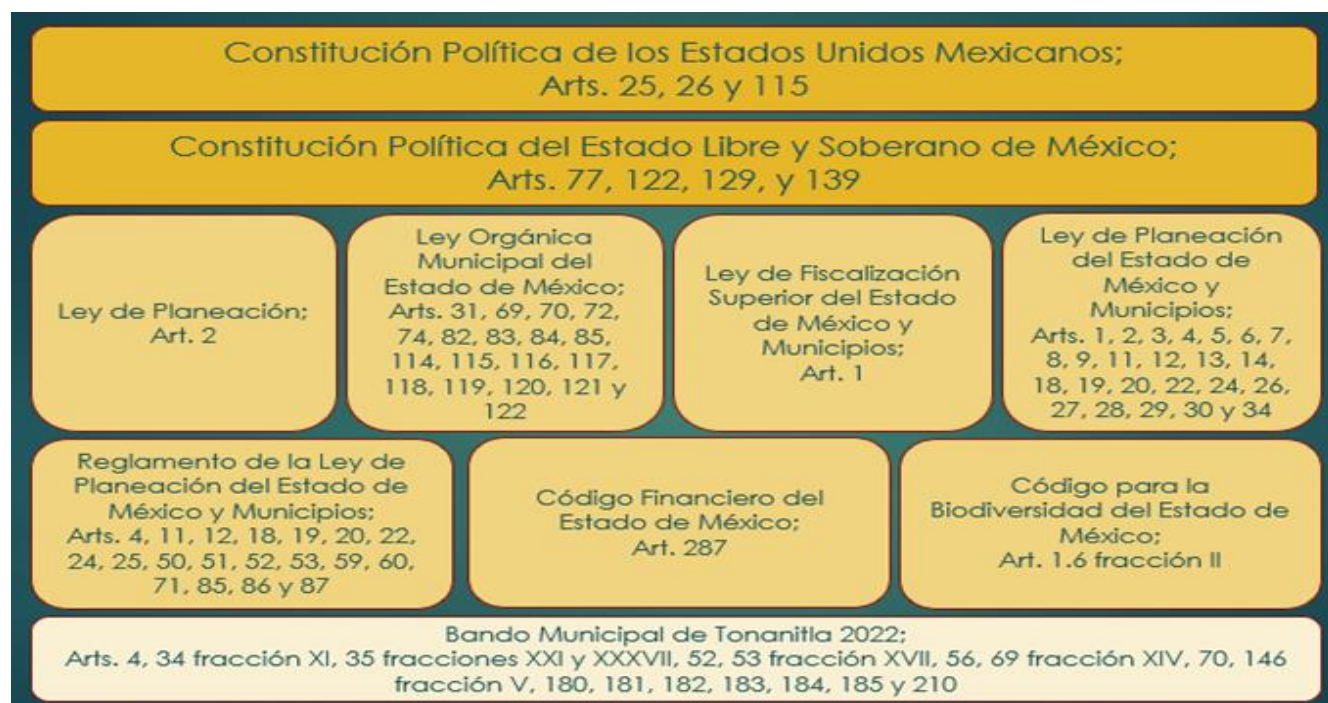 Constitución Política de los Estados Unidos Mexicanos;
Arts. 25, 26 y 115
Constitución Política del Estado Libre y Soberano de México;
Arts. 77, 122, 129, y 139
Ley de Planeación;
Art. 2
Ley Orgánica
Municipal del
Estado de México;
Arts. 31, 69, 70, 72,
74, 82, 83, 84, 85,
114, 115, 116, 117,
118, 119, 120, 121 y
122
Ley de Fiscalización
Superior del Estado
de México y
Municipios;
Art. 1
Ley de Planeación
del Estado de
México y
Municipios;
Arts. 1, 2, 3, 4, 5, 6, 7,
8, 9, 11, 12, 13, 14,
18, 19, 20, 22, 24, 26,
27, 28, 29, 30 y 34
Reglamento de la Ley de
Planeación del Estado de
México y Municipios;
Arts. 4, 11, 12, 18, 19, 20, 22,
24, 25, 50, 51, 52, 53, 59, 60,
71, 85, 86 y 87
Código Financiero del
Estado de México;
Art. 287
Código para la
Biodiversidad del Estado de
México;
Art. 1.6 fracción II
Bando Municipal de Tonanitla 2022;
Arts. 4, 34 fracción XI, 35 fracciones XXI y XXXVII, 52, 53 fracción XVII, 56, 69 fracción XIV, 70, 146
fracción V, 180, 181, 182, 183, 184, 185 y 210